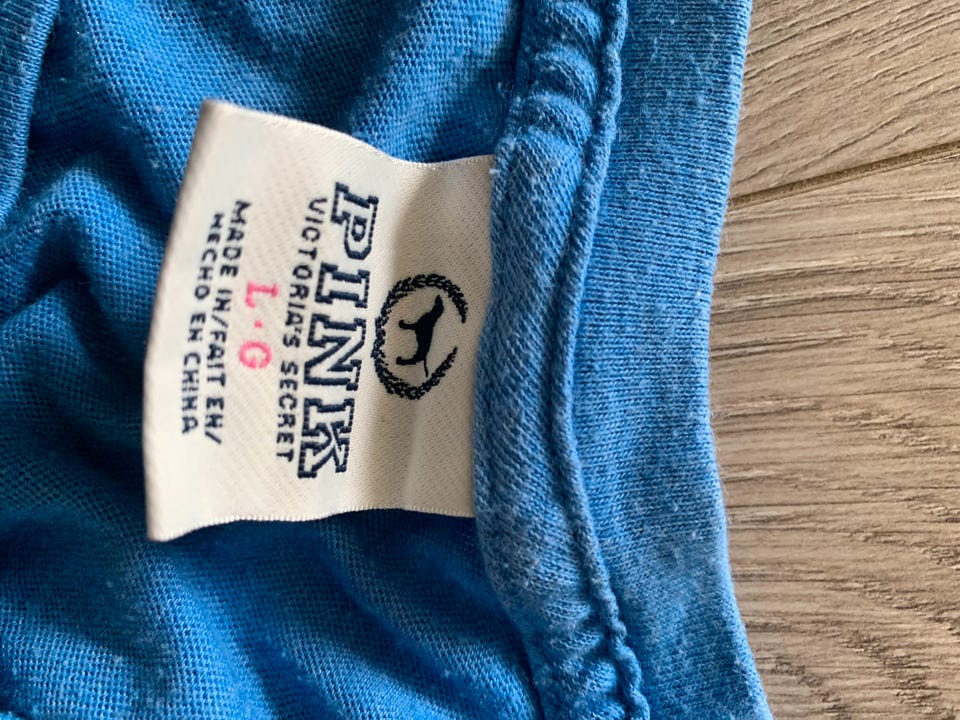 PINK
VICTORIA'S SECRET
L·G
MADE IN/FAIT EN/
HECHO EN CHINA